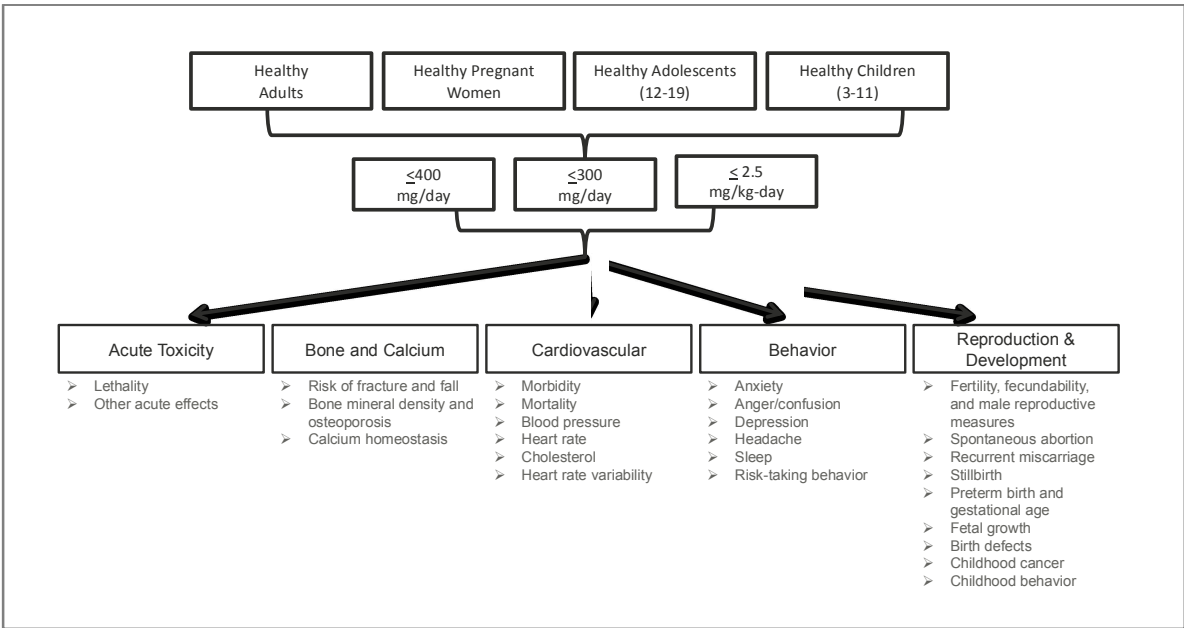 Healthy
Adults
Healthy Pregnant
Women
Healthy Adolescents
(12-19)
Healthy Children
(3-11)
≤400
mg/day
≤300
mg/day
≤ 2.5
mg/kg-day
Acute Toxicity
➢ Lethality
➢ Other acute effects
Bone and Calcium
➢ Risk of fracture and fall
➢ Bone mineral density and
osteoporosis
➢ Calcium homeostasis
Cardiovascular
➢ Morbidity
➢ Mortality
➢ Blood pressure
➢ Heart rate
➢ Cholesterol
➢ Heart rate variability
Behavior
➢ Anxiety
➢ Anger/confusion
➢ Depression
➢ Headache
➢ Sleep
➢ Risk-taking behavior
Reproduction &
Development
➢ Fertility, fecundability,
and male reproductive
measures
➢ Spontaneous abortion
➢ Recurrent miscarriage
➢ Stillbirth
➢ Preterm birth and
gestational age
➢ Fetal growth
➢ Birth defects
➢ Childhood cancer
➢ Childhood behavior